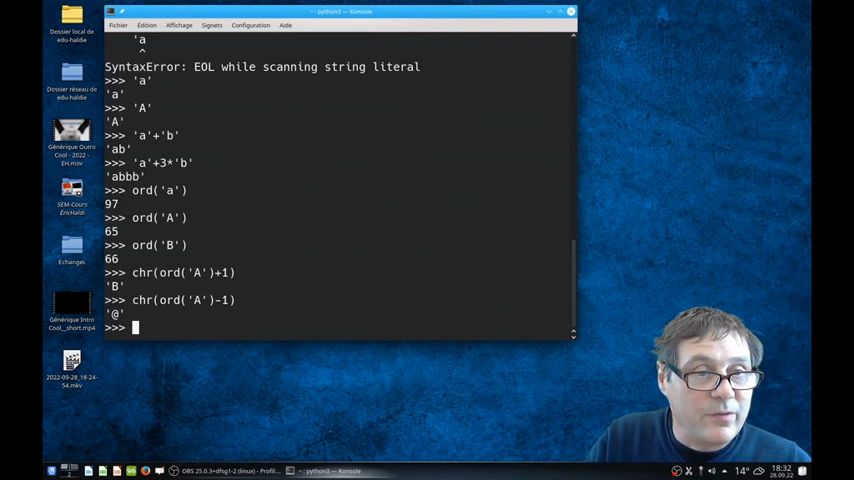 ~ : python3 — Konsole
Fichier Édition Affichage Signets Configuration Aide
'a
^
SyntaxError: EOL while scanning string literal
>>> 'a'
'a'
>>> 'A'
'A'
>>> 'a'+'b'
'ab'
>>> 'a'+3*'b'
'abbb'
>>> ord('a')
97
>>> ord('A')
65
>>> ord('B')
66
>>> chr(ord('A')+1)
'B'
>>> chr(ord('A')-1)
'@'
>>>
Dossier local de
edu-haldie
Dossier réseau de
edu-haldie
Générique Outro
Cool - 2022 -
EH.mov
SEM-Cours
ÉricHaldi
Echanges
Générique Intro
Cool__short.mp4
2022-09-28_18-24-
54.mkv
2
OBS 25.0.3+dfsg1-2 (linux) - Profil:...
~ : python3 — Konsole
14°
18:32
28.09.22